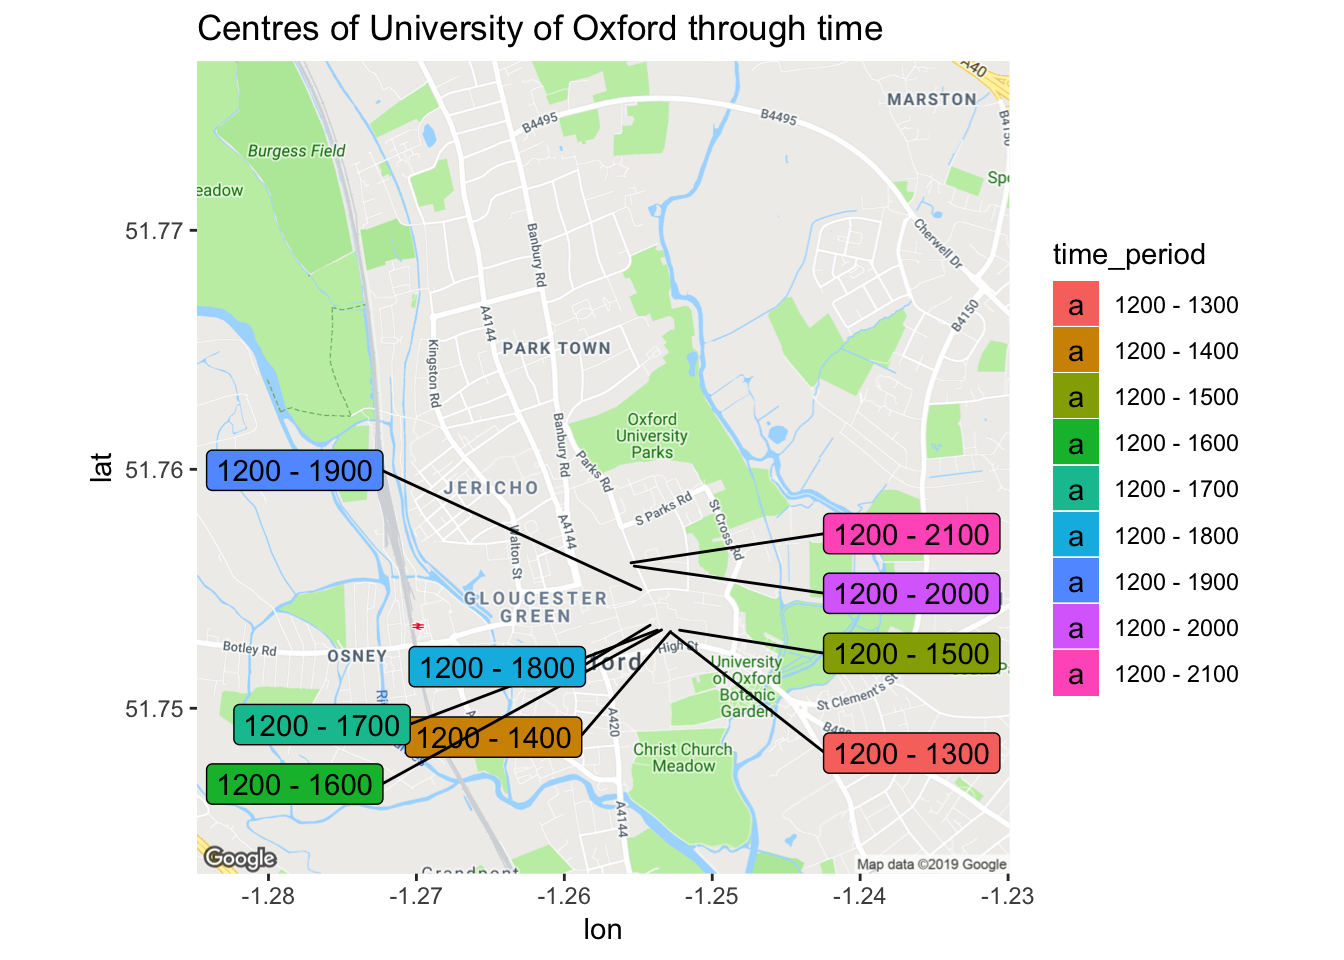 Centres of University of Oxford through time
A40
MARSTON
B4495
B4495
Burgess Field
eadow
Spe
51.77
Banbury Rd
Cherwell Dr
A4144
B4150
Kingston Rd
PARK TOWN
Oxford
University
Parks
Banbury Rd
Parks Rd
lat
51.76
1200 - 1900
JERICHO
S Parks Rd
St Cross Rd
A4144
Walton St
1200 - 2100
1200 - 2000
GLOUCESTER
GREEN
Botley Rd
OSNEY
High St
1200 - 1500
1200 - 1800
ford
University
of Oxford
Botanic
Garden
St Clement's St
51.75
1200 - 1700
1200 - 1400
A420
Christ Church
Meadow
1200 - 1300
1200 - 1600
A4144
Google
Map data ©2019 Google
-1.28
-1.27
-1.26
-1.25
-1.24
-1.23
lon
time_period
a 1200 - 1300
a 1200 - 1400
a 1200 - 1500
a 1200 - 1600
a 1200 - 1700
a 1200 - 1800
a 1200 - 1900
a 1200 - 2000
a 1200 - 2100